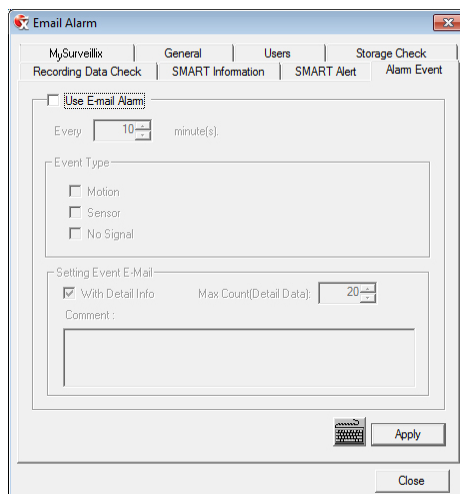 Email Alarm
MySurveillix General Users Storage Check
Recording Data Check SMART Information SMART Alert Alarm Event
Use E-mail Alarm
Every 10 minute(s).
Event Type
Motion
Sensor
No Signal
Setting Event E-Mail
With Detail Info Max Count(Detail Data): 20
Comment :
Apply
Close